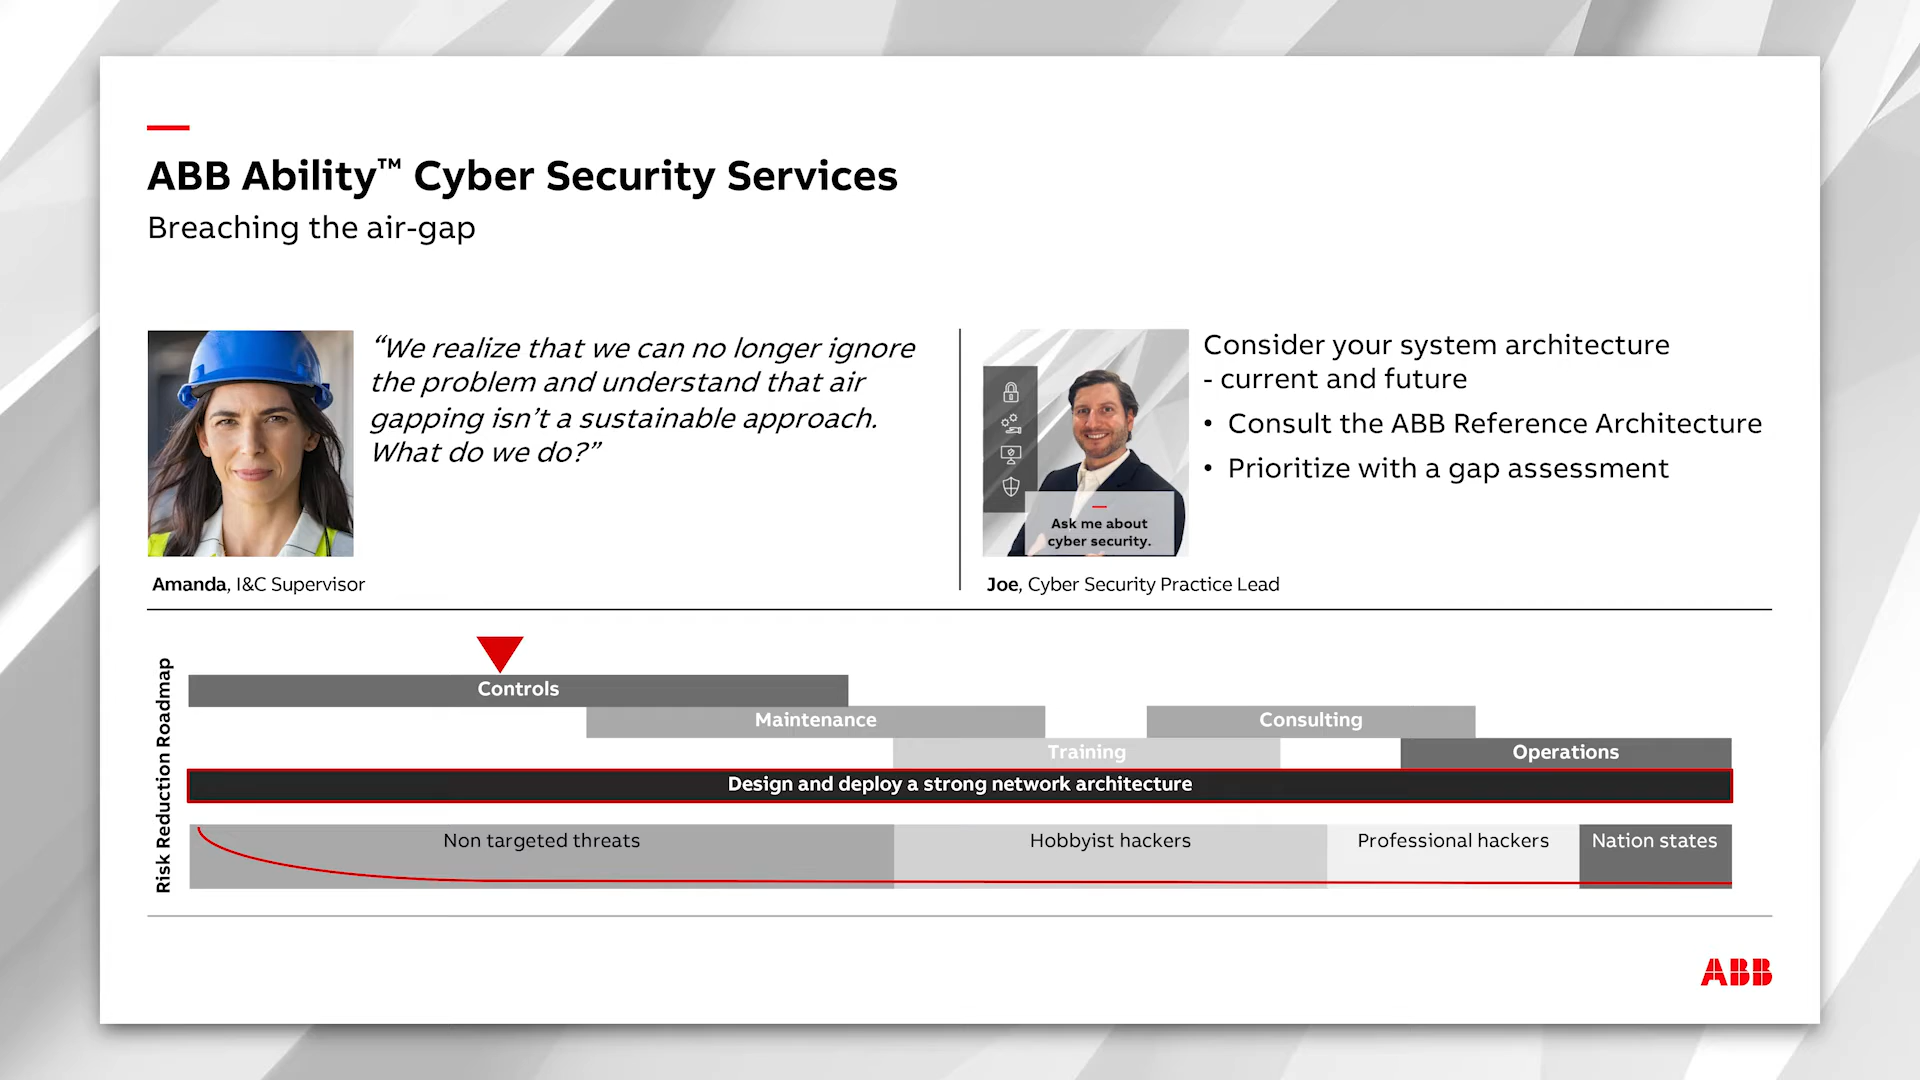 ABB Ability™ Cyber Security Services
Breaching the air-gap
“We realize that we can no longer ignore
the problem and understand that air
gapping isn’t a sustainable approach.
What do we do?”
Amanda, I&C Supervisor
Ask me about
cyber security.
Joe, Cyber Security Practice Lead
Consider your system architecture
- current and future
• Consult the ABB Reference Architecture
• Prioritize with a gap assessment
Risk Reduction Roadmap
Controls
Maintenance
Consulting
Training
Operations
Design and deploy a strong network architecture
Non targeted threats
Hobbyist hackers
Professional hackers
Nation states
ABB